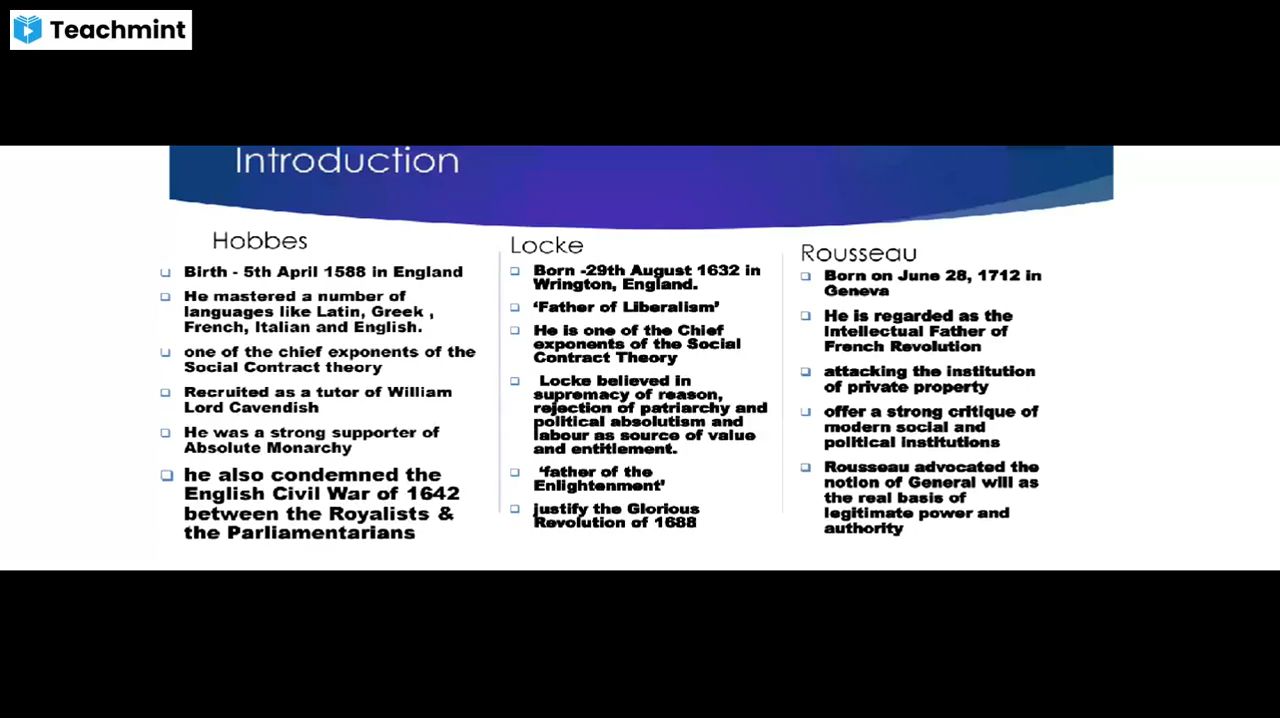 Teachmint
Introduction
Hobbes
Birth - 5th April 1588 in England
He mastered a number of
languages like Latin, Greek ,
French, Italian and English.
one of the chief exponents of the
Social Contract theory
Recruited as a tutor of William
Lord Cavendish
He was a strong supporter of
Absolute Monarchy
he also condemned the
English Civil War of 1642
between the Royalists &
the Parliamentarians
Locke
Born -29th August 1632 in
Wrington, England.
‘Father of Liberalism’
He is one of the Chief
exponents of the Social
Contract Theory
Locke believed in
supremacy of reason,
rejection of patriarchy and
political absolutism and
labour as source of value
and entitlement.
‘father of the
Enlightenment’
justify the Glorious
Revolution of 1688
Rousseau
Born on June 28, 1712 in
Geneva
He is regarded as the
Intellectual Father of
French Revolution
attacking the institution
of private property
offer a strong critique of
modern social and
political institutions
Rousseau advocated the
notion of General will as
the real basis of
legitimate power and
authority